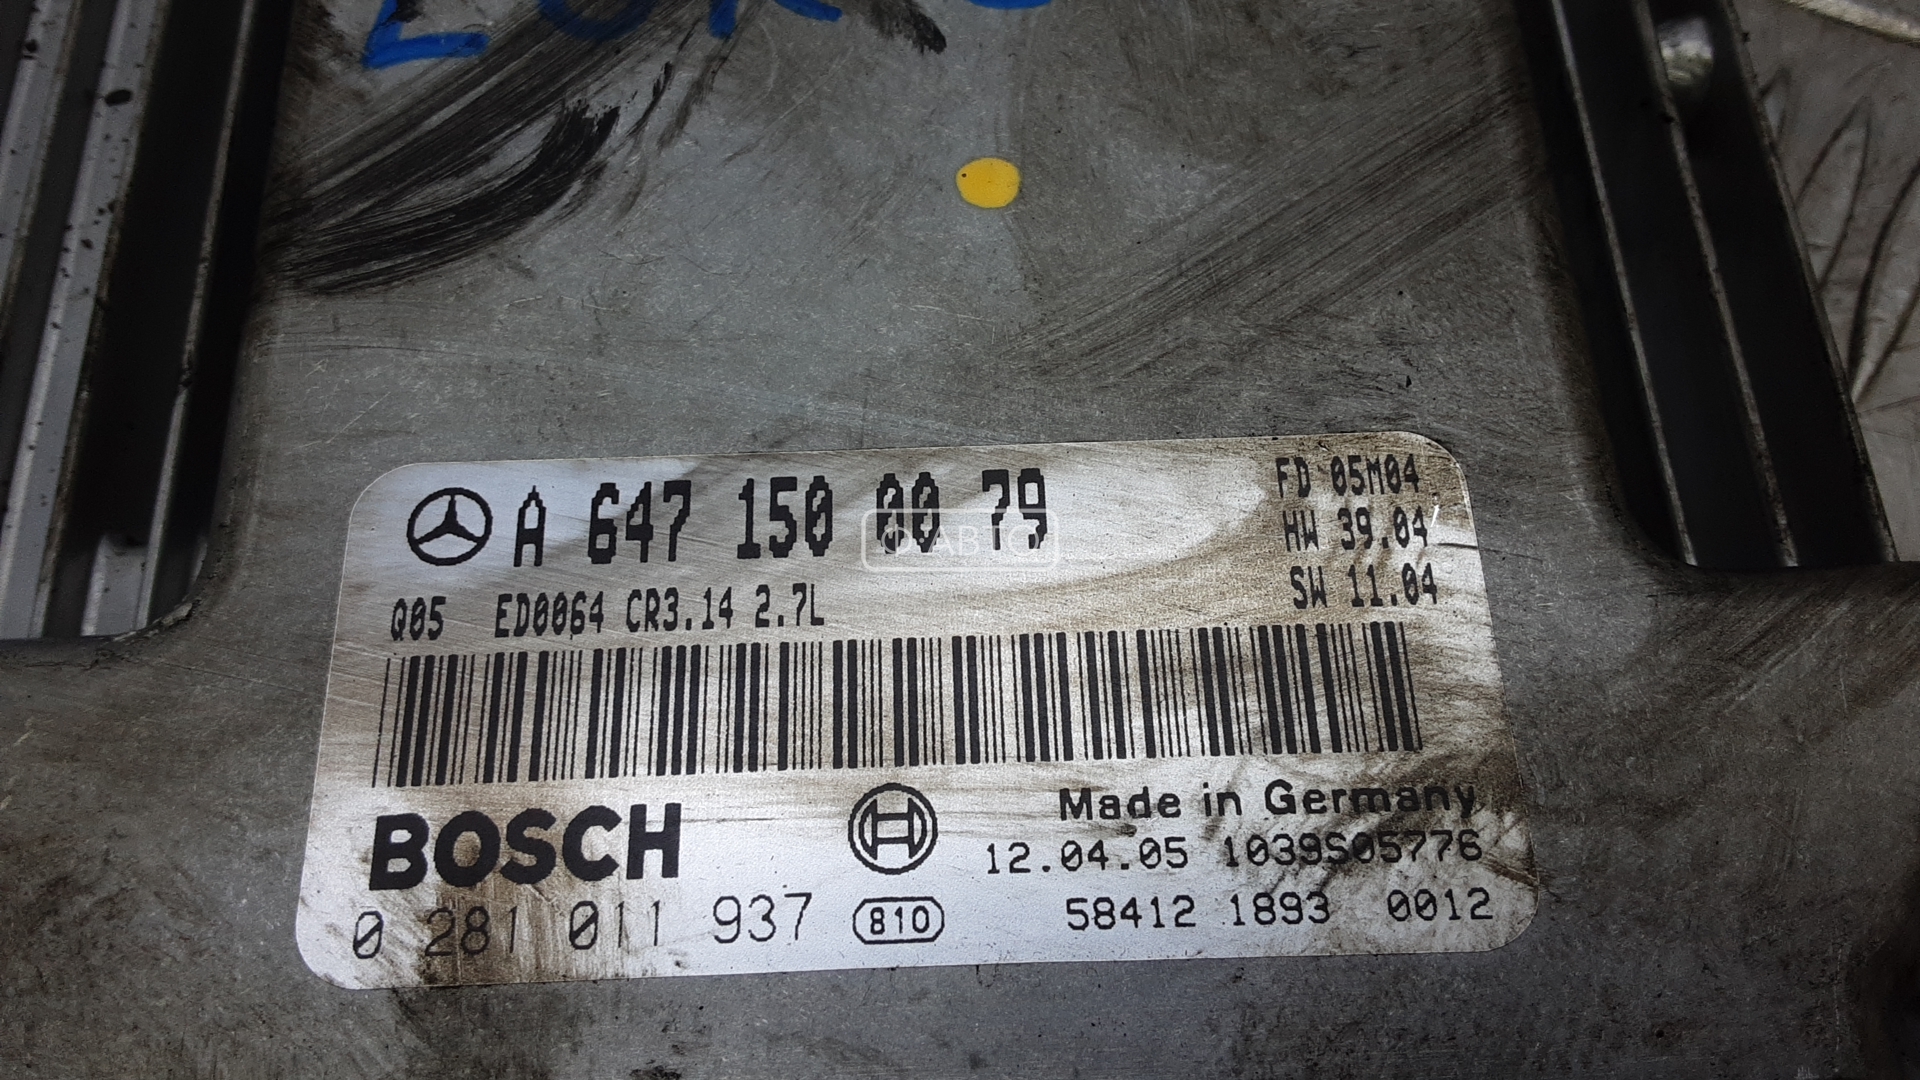 A 647 150 00 79
FD 05M04
HW 39.04
SW 11.04
Q05 ED0064 CR3.14 2.7L
ФАВТО
BOSCH
Made in Germany
12.04.05 1039S05776
0 281 011 937 810 58412 1893 0012